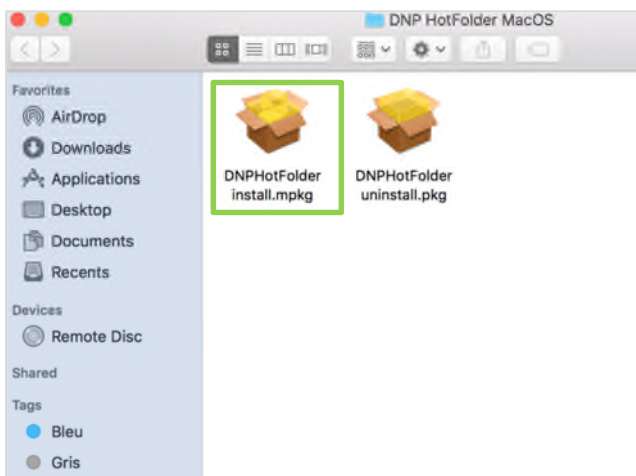 DNP HotFolder MacOS
Favorites
AirDrop
Downloads
Applications
Desktop
Documents
Recents
Devices
Remote Disc
Shared
Tags
Bleu
Gris
DNPHotFolder
install.mpkg
DNPHotFolder
uninstall.pkg